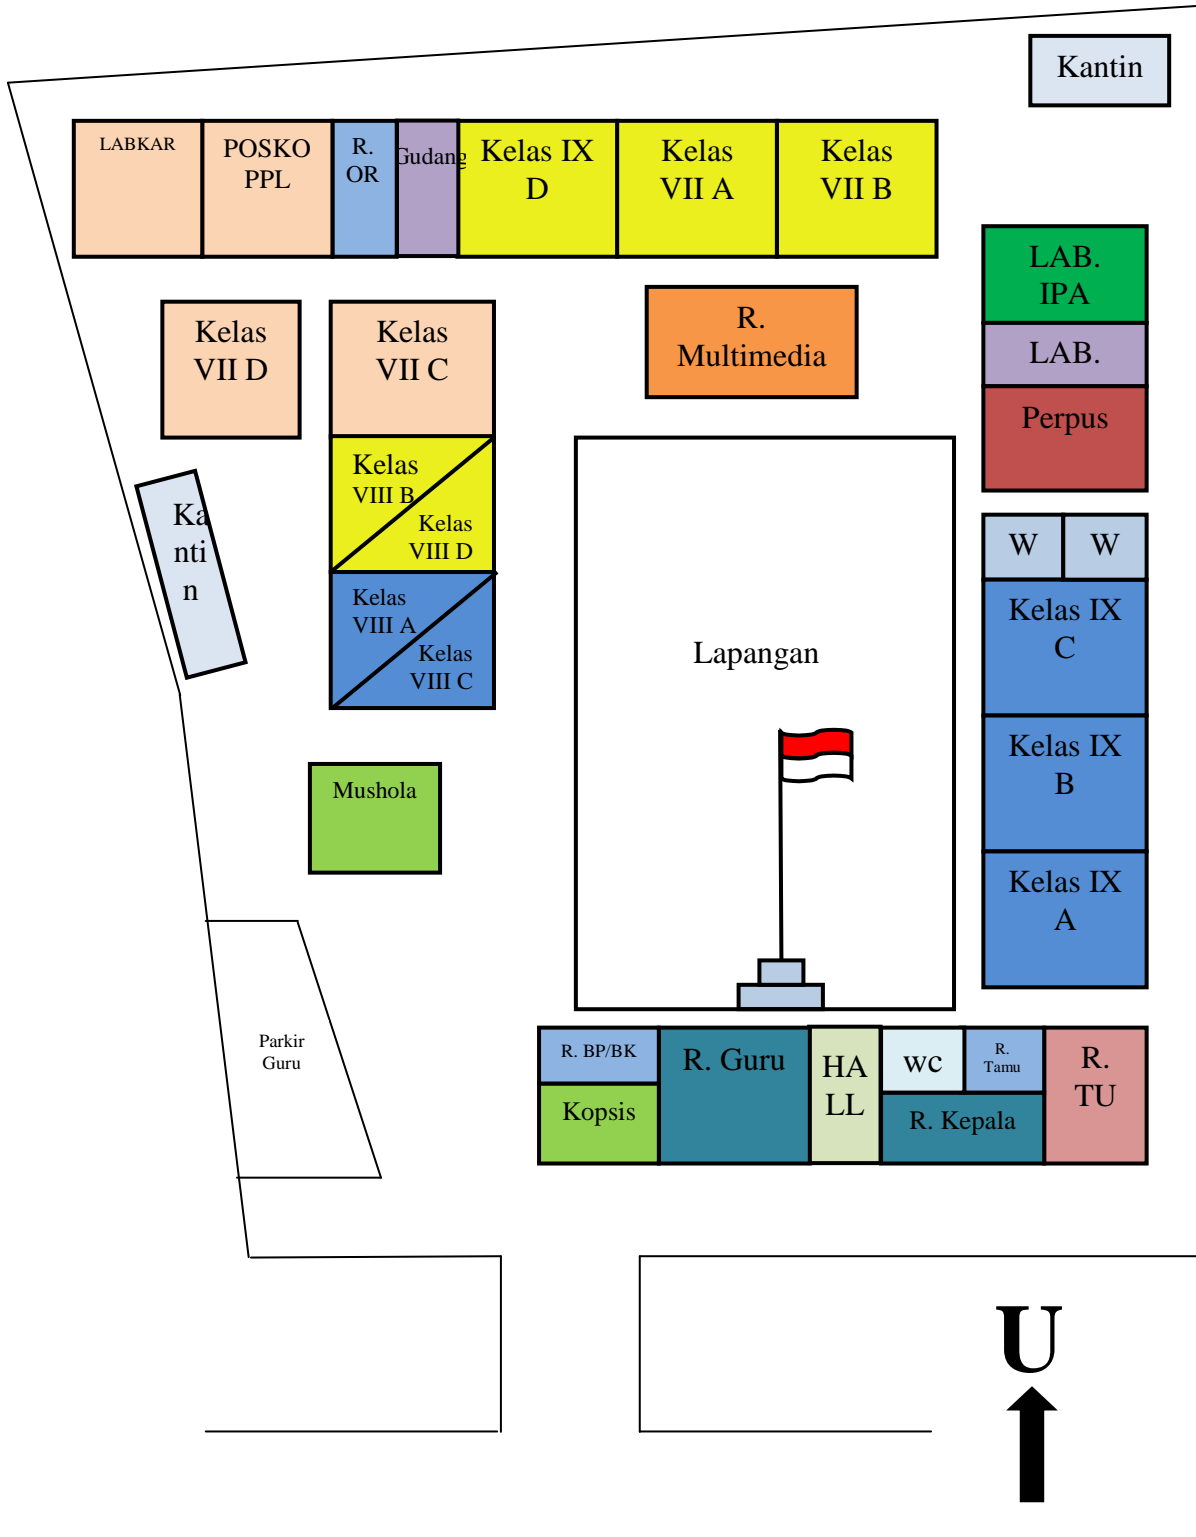 Kantin
LABKAR
POSKO
PPL
R.
OR
Gudang
Kelas IX
D
Kelas
VII A
Kelas
VII B
LAB.
IPA
LAB.
Perpus
Kelas
VII D
Kelas
VII C
R.
Multimedia
Kelas
VIII B
Kelas
VIII D
Kelas
VIII A
Kelas
VIII C
Ka
nti
n
W
W
Kelas IX
C
Kelas IX
B
Kelas IX
A
Lapangan
Mushola
Parkir
Guru
R. BP/BK
Kopsis
R. Guru
HA
LL
wc
R.
Tamu
R. Kepala
R.
TU
U